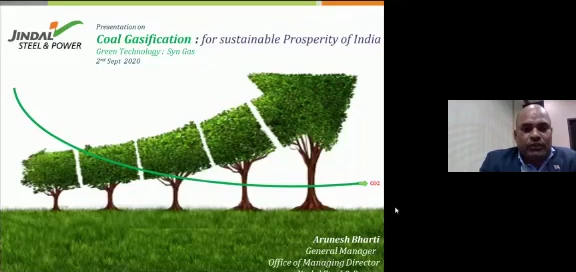 JINDAL
STEEL & POWER
Presentation on
Coal Gasification : for sustainable Prosperity of India
Green Technology : Syn Gas
2nd Sept 2020
CO2
Arunesh Bharti
General Manager
Office of Managing Director